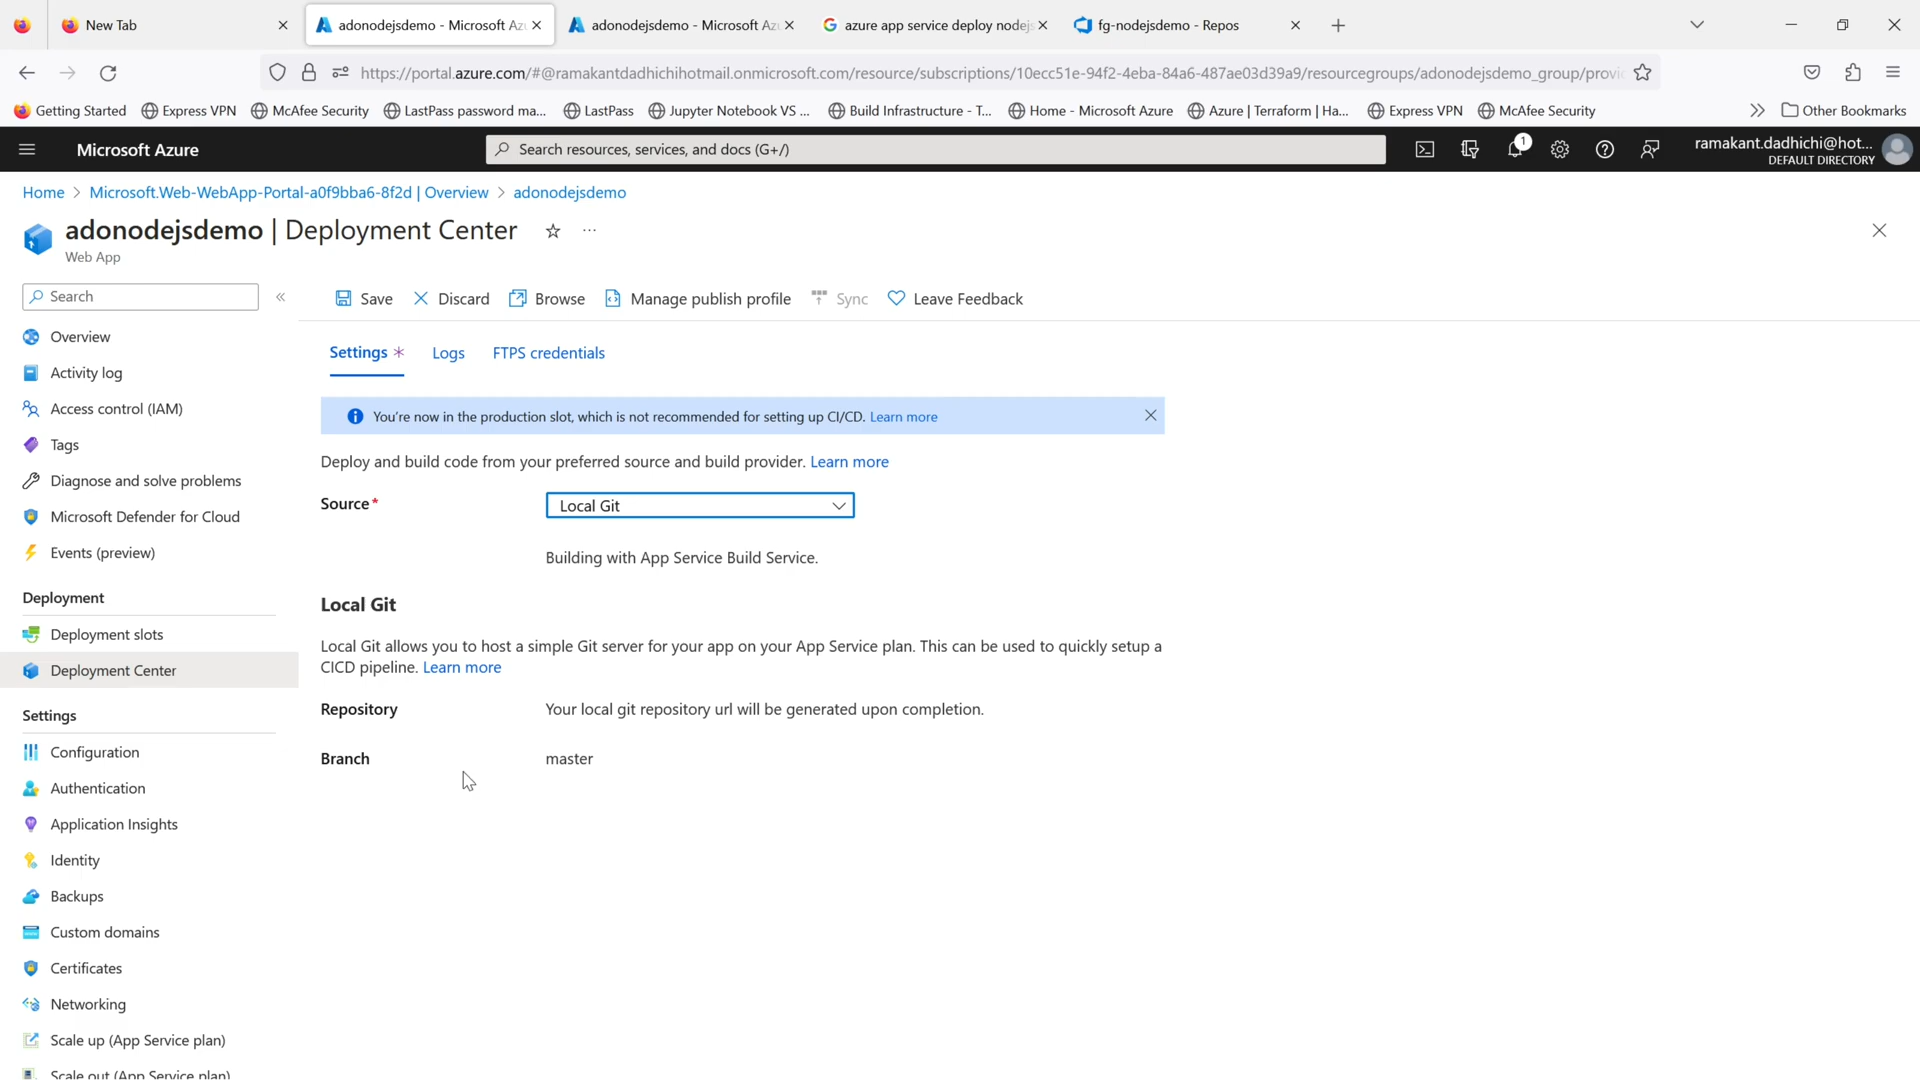 New Tab
adonodejsdemo - Microsoft Az
adonodejsdemo - Microsoft Az
azure app service deploy nodejs
fg-nodejsdemo - Repos
https://portal.azure.com/#@ramakantdadhichihotmail.onmicrosoft.com/resource/subscriptions/10ecc51e-94f2-4eba-84a6-487ae03d39a9/resourcegroups/adonodejsdemo_group/provi
Getting Started
Express VPN
McAfee Security
LastPass password ma...
LastPass
Jupyter Notebook VS ...
Build Infrastructure - T...
Home - Microsoft Azure
Azure | Terraform | Ha...
Express VPN
McAfee Security
Other Bookmarks
Microsoft Azure
Search resources, services, and docs (G+/)
1
ramakant.dadhichi@hot...
DEFAULT DIRECTORY
Home > Microsoft.Web-WebApp-Portal-a0f9bba6-8f2d | Overview > adonodejsdemo
adonodejsdemo | Deployment Center
Web App
Search
Save
Discard
Browse
Manage publish profile
Sync
Leave Feedback
Overview
Activity log
Access control (IAM)
Tags
Diagnose and solve problems
Microsoft Defender for Cloud
Events (preview)
Deployment
Deployment slots
Deployment Center
Settings
Configuration
Authentication
Application Insights
Identity
Backups
Custom domains
Certificates
Networking
Scale up (App Service plan)
Scale out (App Service plan)
Settings *
Logs
FTPS credentials
You're now in the production slot, which is not recommended for setting up CI/CD. Learn more
Deploy and build code from your preferred source and build provider. Learn more
Source *
Local Git
Building with App Service Build Service.
Local Git
Local Git allows you to host a simple Git server for your app on your App Service plan. This can be used to quickly setup a
CICD pipeline. Learn more
Repository
Your local git repository url will be generated upon completion.
Branch
master